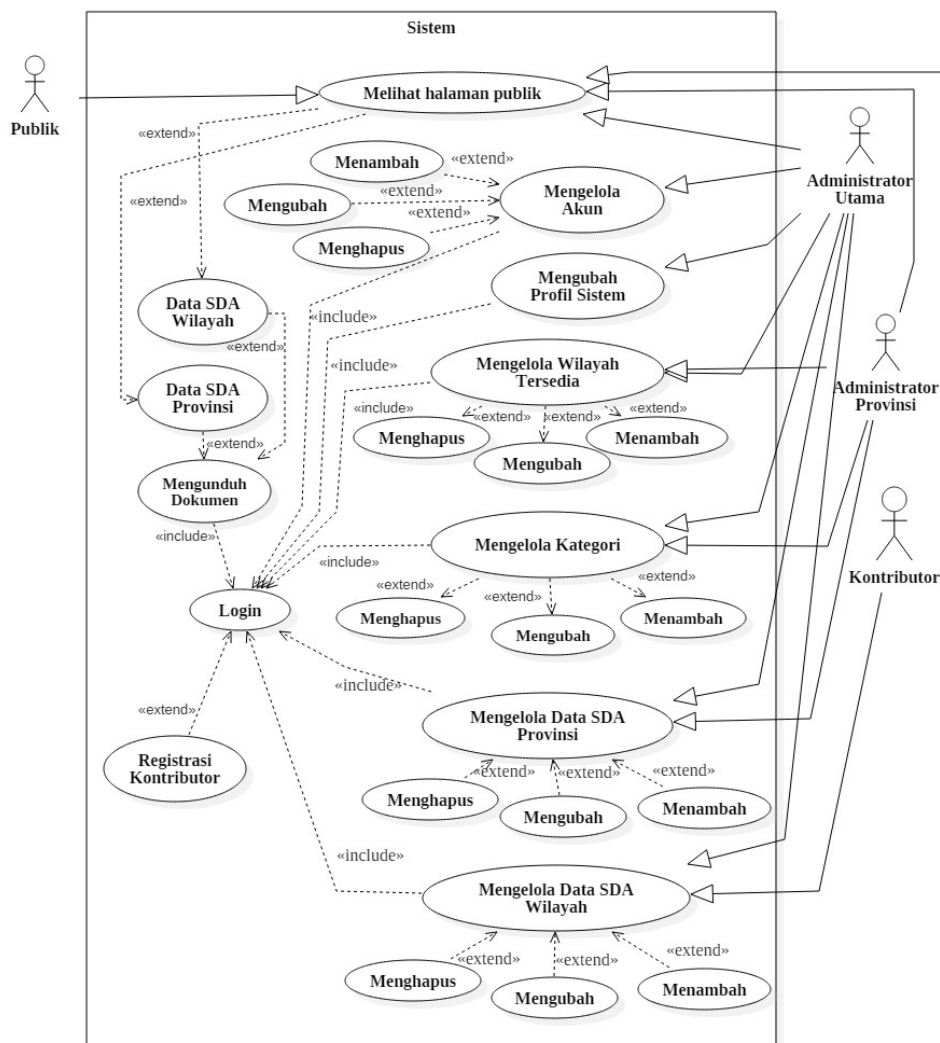 Sistem
Publik
Melihat halaman publik
«extend»
Menambah
«extend»
Administrator
Utama
«extend»
Mengubah
«extend»
Mengelola
Akun
Menghapus
«extend»
Mengubah
Profil Sistem
Data SDA
Wilayah
«include»
«extend»
«include»
Mengelola Wilayah
Tersedia
Administrator
Provinsi
Data SDA
Provinsi
«include»
«extend»
«extend»
«extend»
Menghapus
Menambah
«extend»
Mengubah
Mengunduh
Dokumen
«include»
Mengelola Kategori
«include»
Kontributor
«extend»
«extend»
«extend»
Login
Menghapus
Menambah
Mengubah
«include»
«extend»
Mengelola Data SDA
Provinsi
Registrasi
Kontributor
«extend»
«extend»
«extend»
Menghapus
Menambah
Mengubah
«include»
Mengelola Data SDA
Wilayah
«extend»
«extend»
«extend»
Menghapus
Menambah
Mengubah